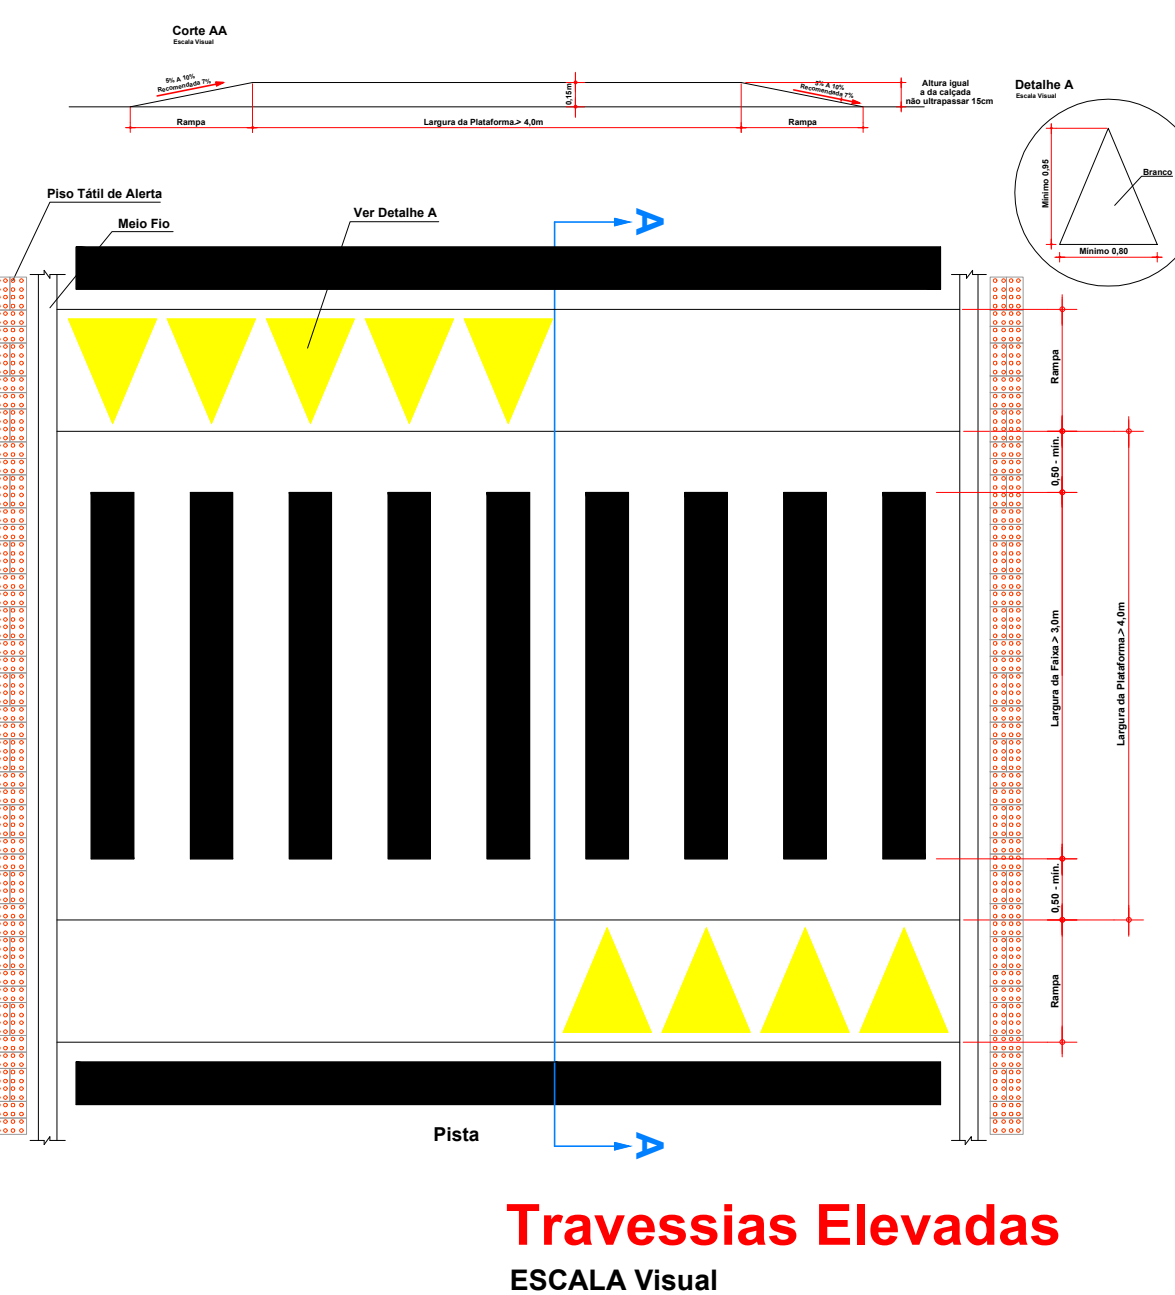 Corte AA
Escala Visual
5% A 10%
Recomendada 7%
0,15m
5% A 10%
Recomendada 7%
Altura igual
a da calçada
não ultrapassar 15cm
Rampa
Largura da Plataforma > 4,0m
Rampa
Detalhe A
Escala Visual
Mínimo 0,95
Branco
Mínimo 0,80
Piso Tátil de Alerta
Meio Fio
Ver Detalhe A
A
Rampa
0,50 - mín.
Largura da Faixa > 3,0m
Largura da Plataforma > 4,0m
0,50 - mín.
Rampa
Pista
A
Travessias Elevadas
ESCALA Visual